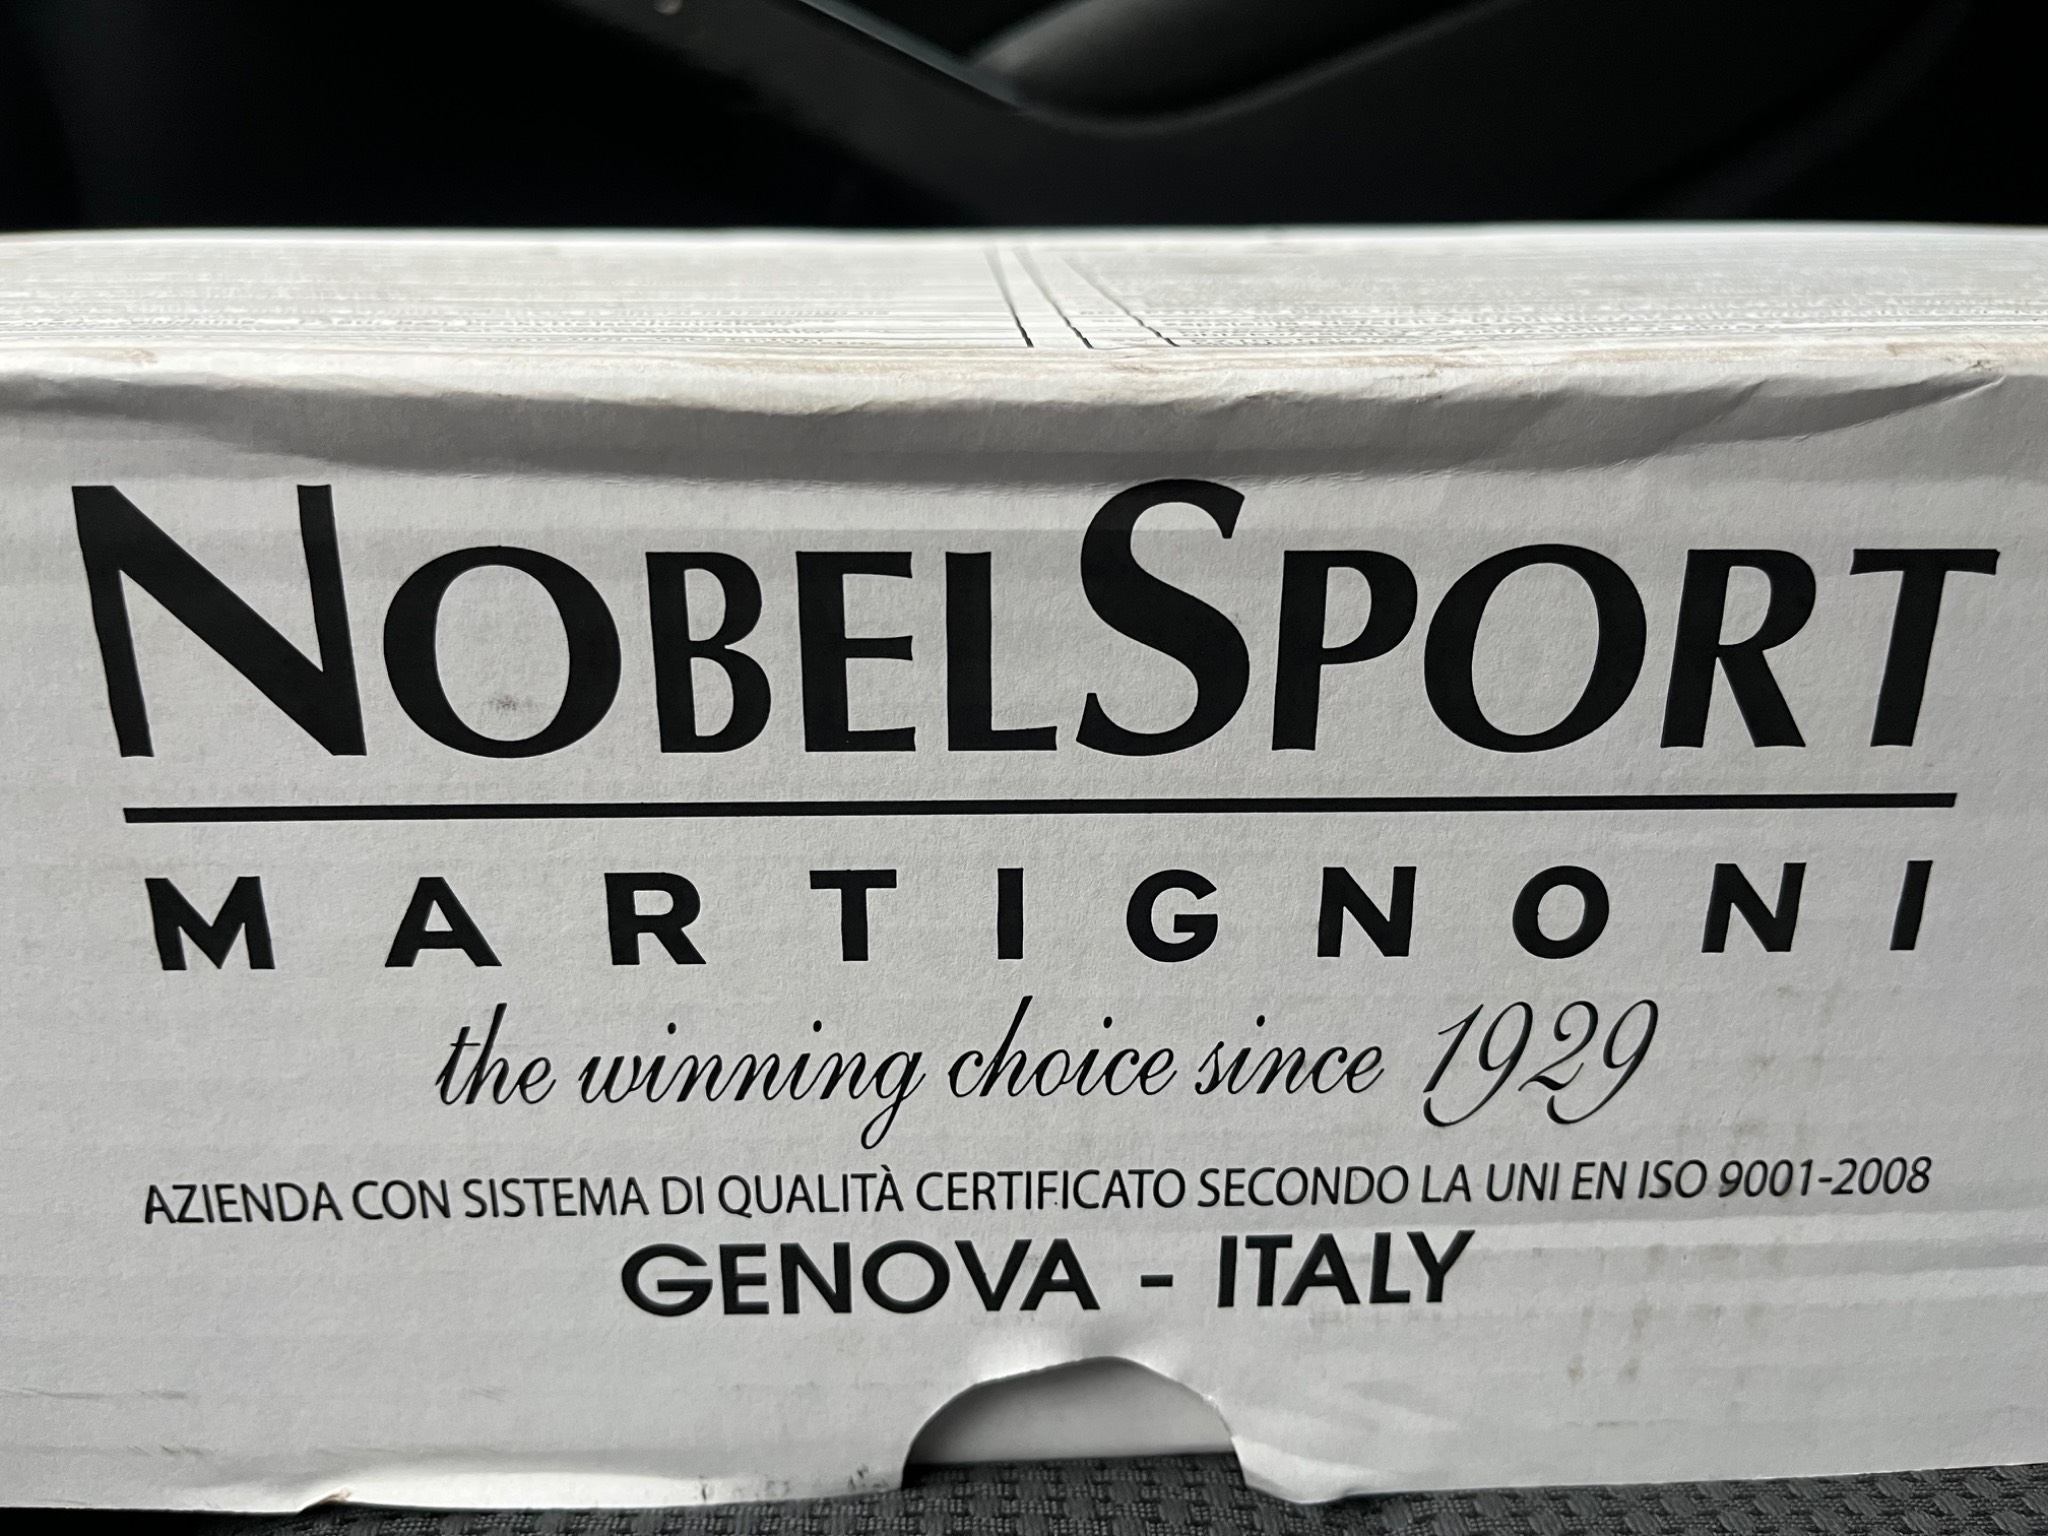 NOBELSPORT
MARTIGNONI
the winning choice since 1929
AZIENDA CON SISTEMA DI QUALITÀ CERTIFICATO SECONDO LA UNI EN ISO 9001-2008
GENOVA - ITALY